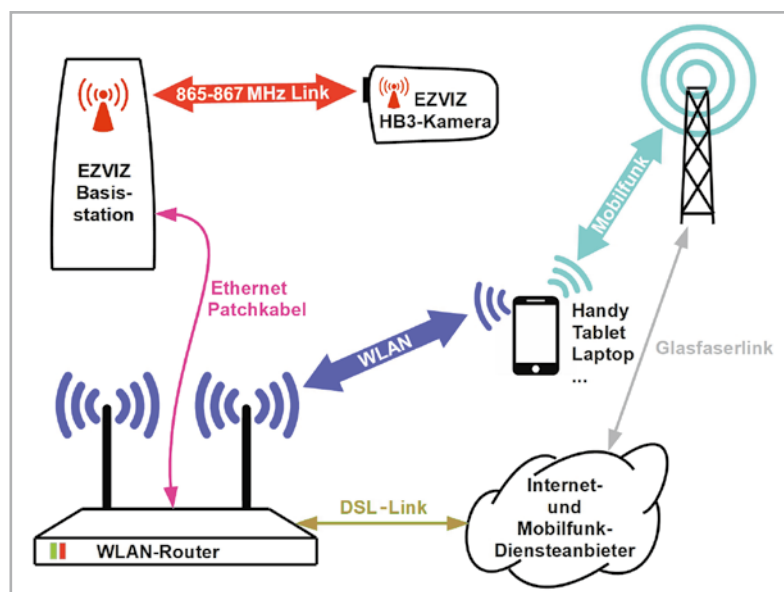 865-867 MHz Link
EZVIZ
HB3-Kamera
EZVIZ
Basis-
station
Mobilfunk
Ethernet
Patchkabel
WLAN
Handy
Tablet
Laptop
...
Glasfaserlink
DSL-Link
Internet-
und
Mobilfunk-
Diensteanbieter
WLAN-Router